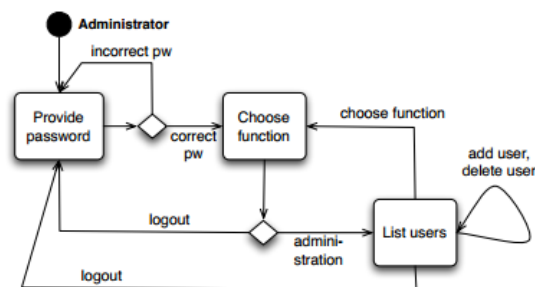 Administrator
incorrect pw
Provide
password
correct
pw
Choose
function
choose function
add user,
delete user
logout
admini-
stration
List users
logout